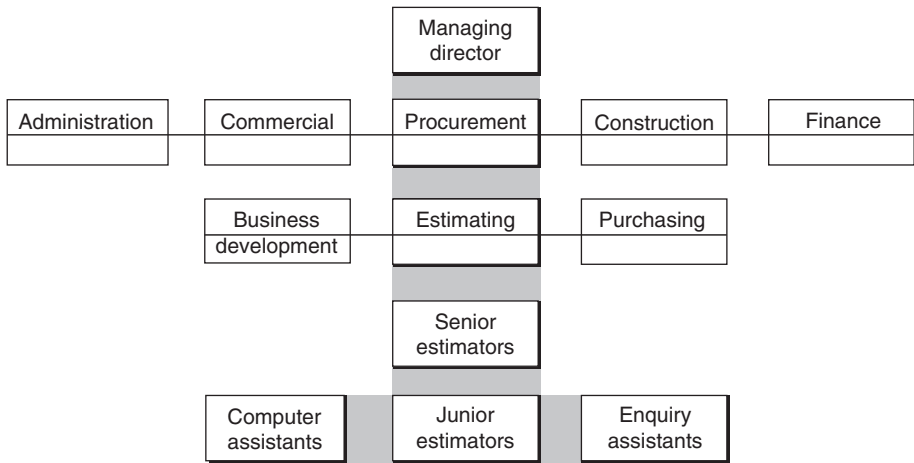 Managing
director
Administration
Commercial
Procurement
Construction
Finance
Business
development
Estimating
Purchasing
Senior
estimators
Computer
assistants
Junior
estimators
Enquiry
assistants